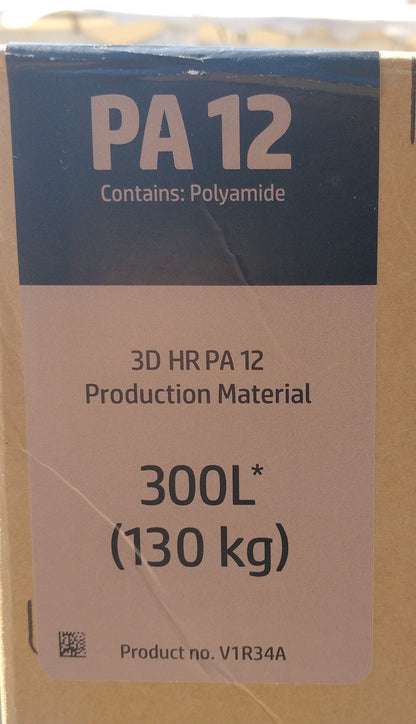 PA 12
Contains: Polyamide
3D HR PA 12
Production Material
300L*
(130 kg)
Product no. V1R34A